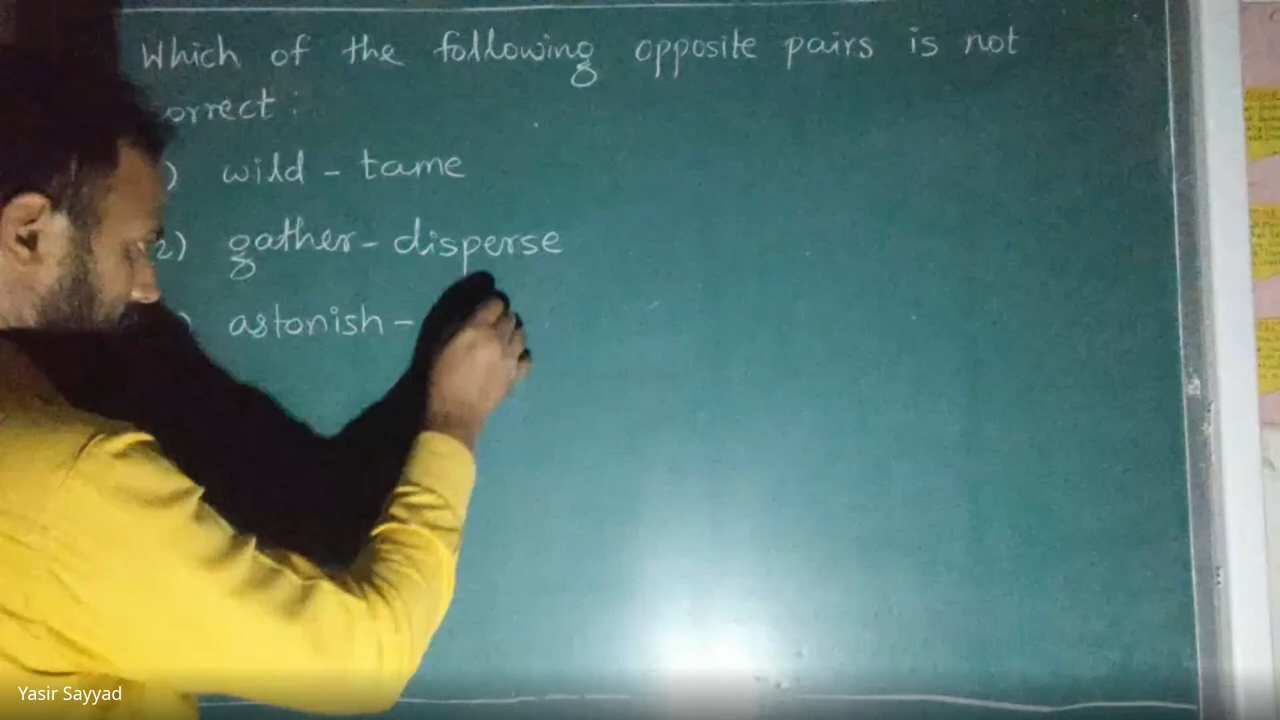 Which of the following opposite pairs is not
orrect :
) wild - tame
2) gather - disperse
) astonish -
Yasir Sayyad